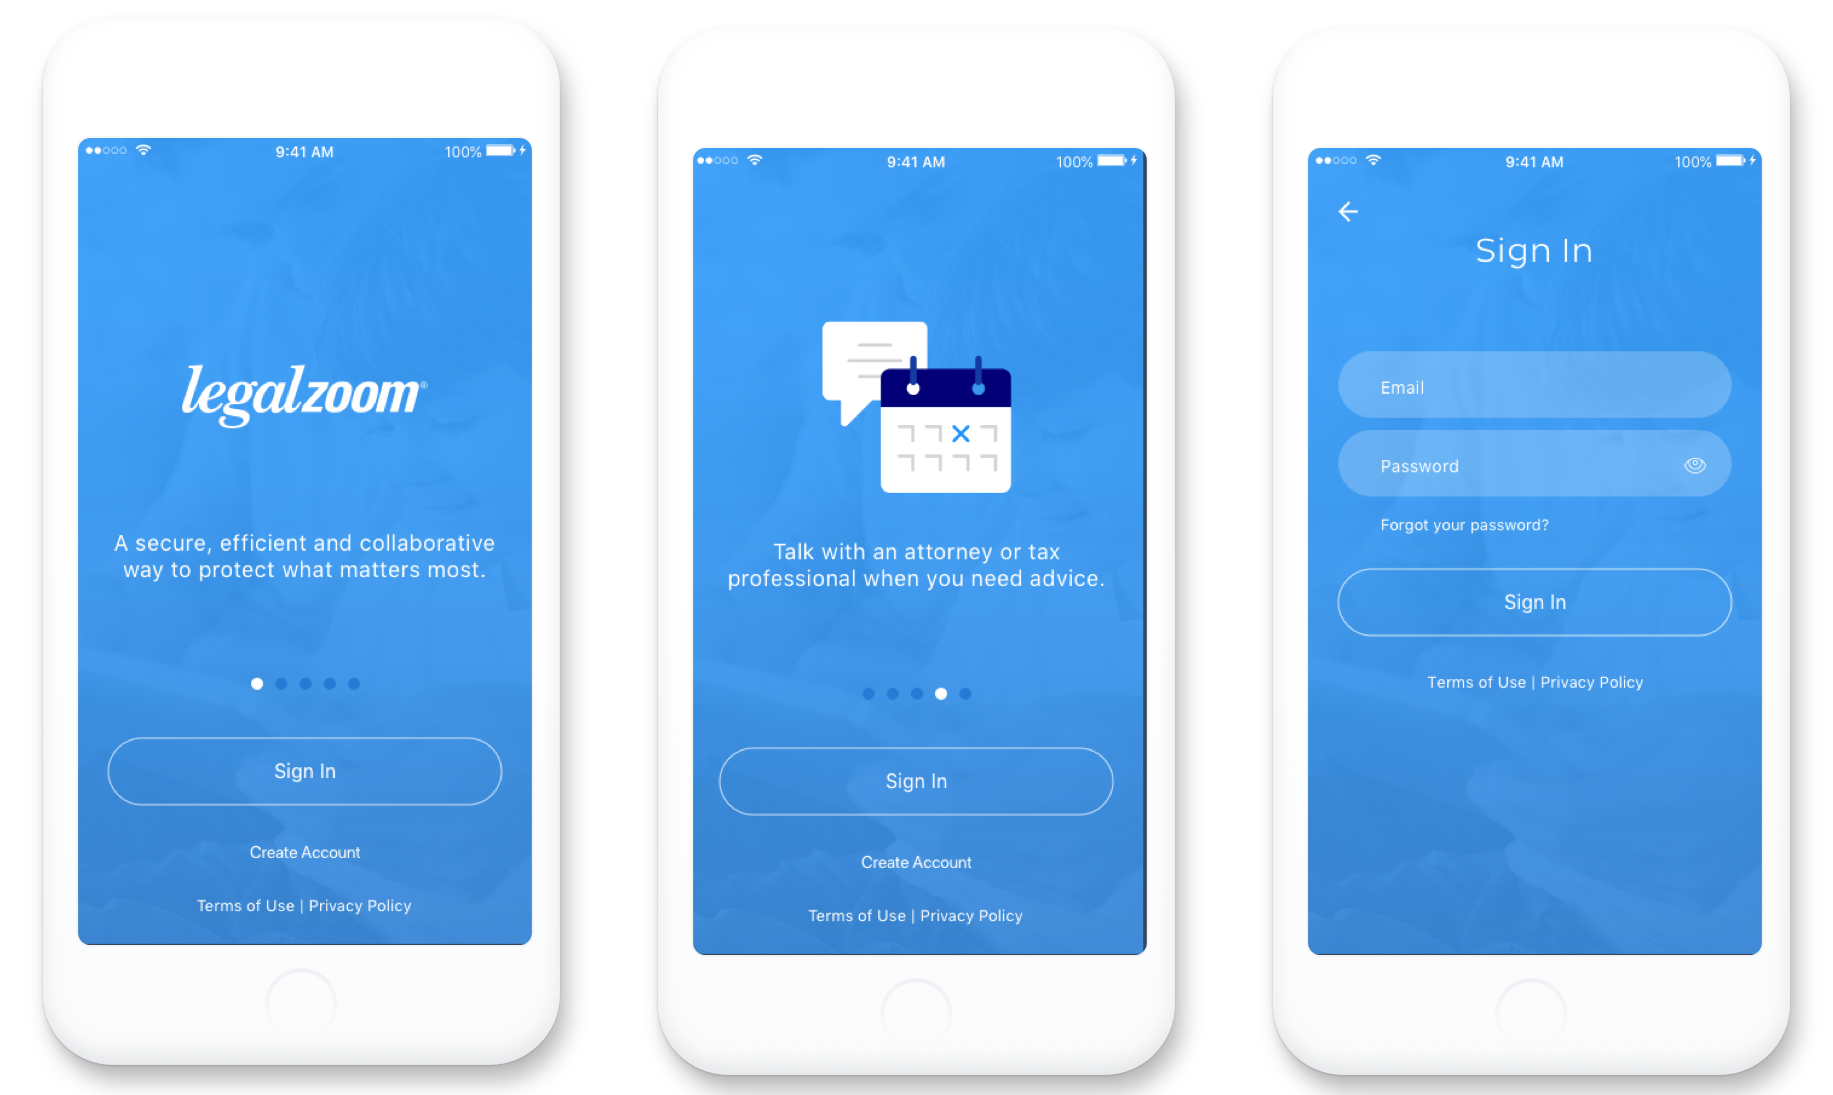 9:41 AM
100%
legalzoom®
A secure, efficient and collaborative
way to protect what matters most.
Sign In
Create Account
Terms of Use | Privacy Policy
9:41 AM
100%
Talk with an attorney or tax
professional when you need advice.
Sign In
Create Account
Terms of Use | Privacy Policy
9:41 AM
100%
Sign In
Email
Password
Forgot your password?
Sign In
Terms of Use | Privacy Policy